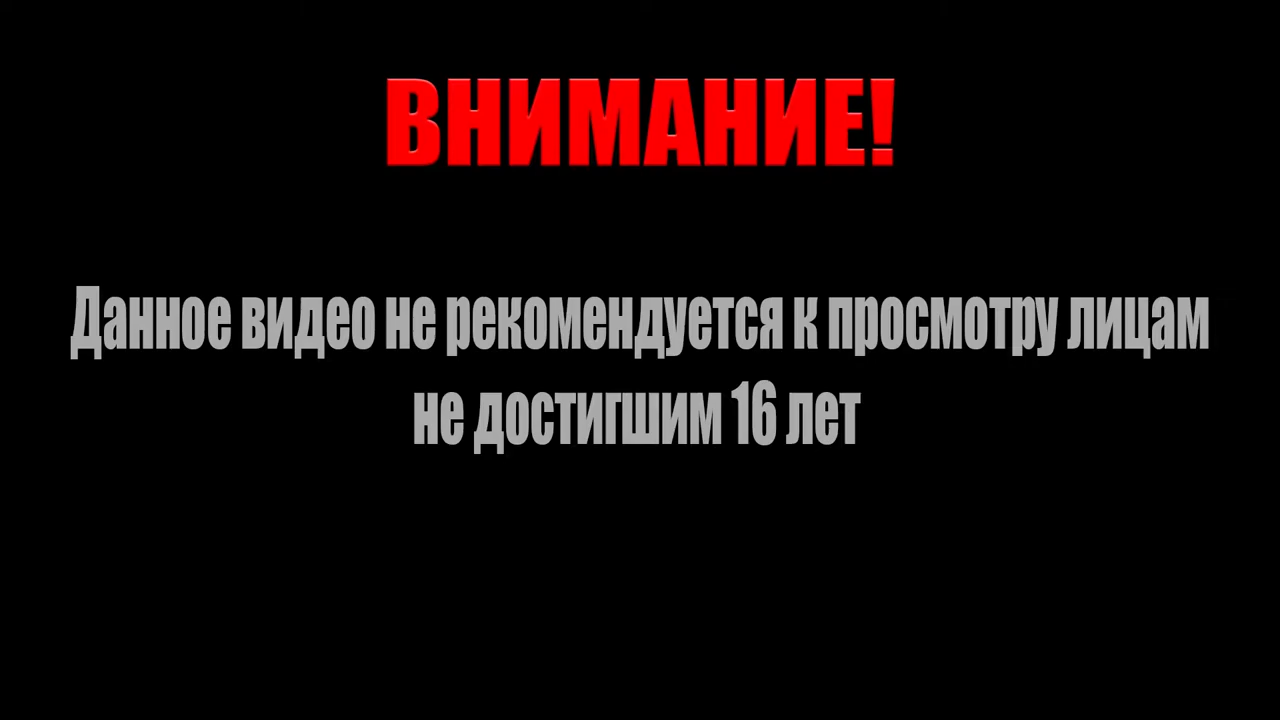 ВНИМАНИЕ!
Данное видео не рекомендуется к просмотру лицам
не достигшим 16 лет